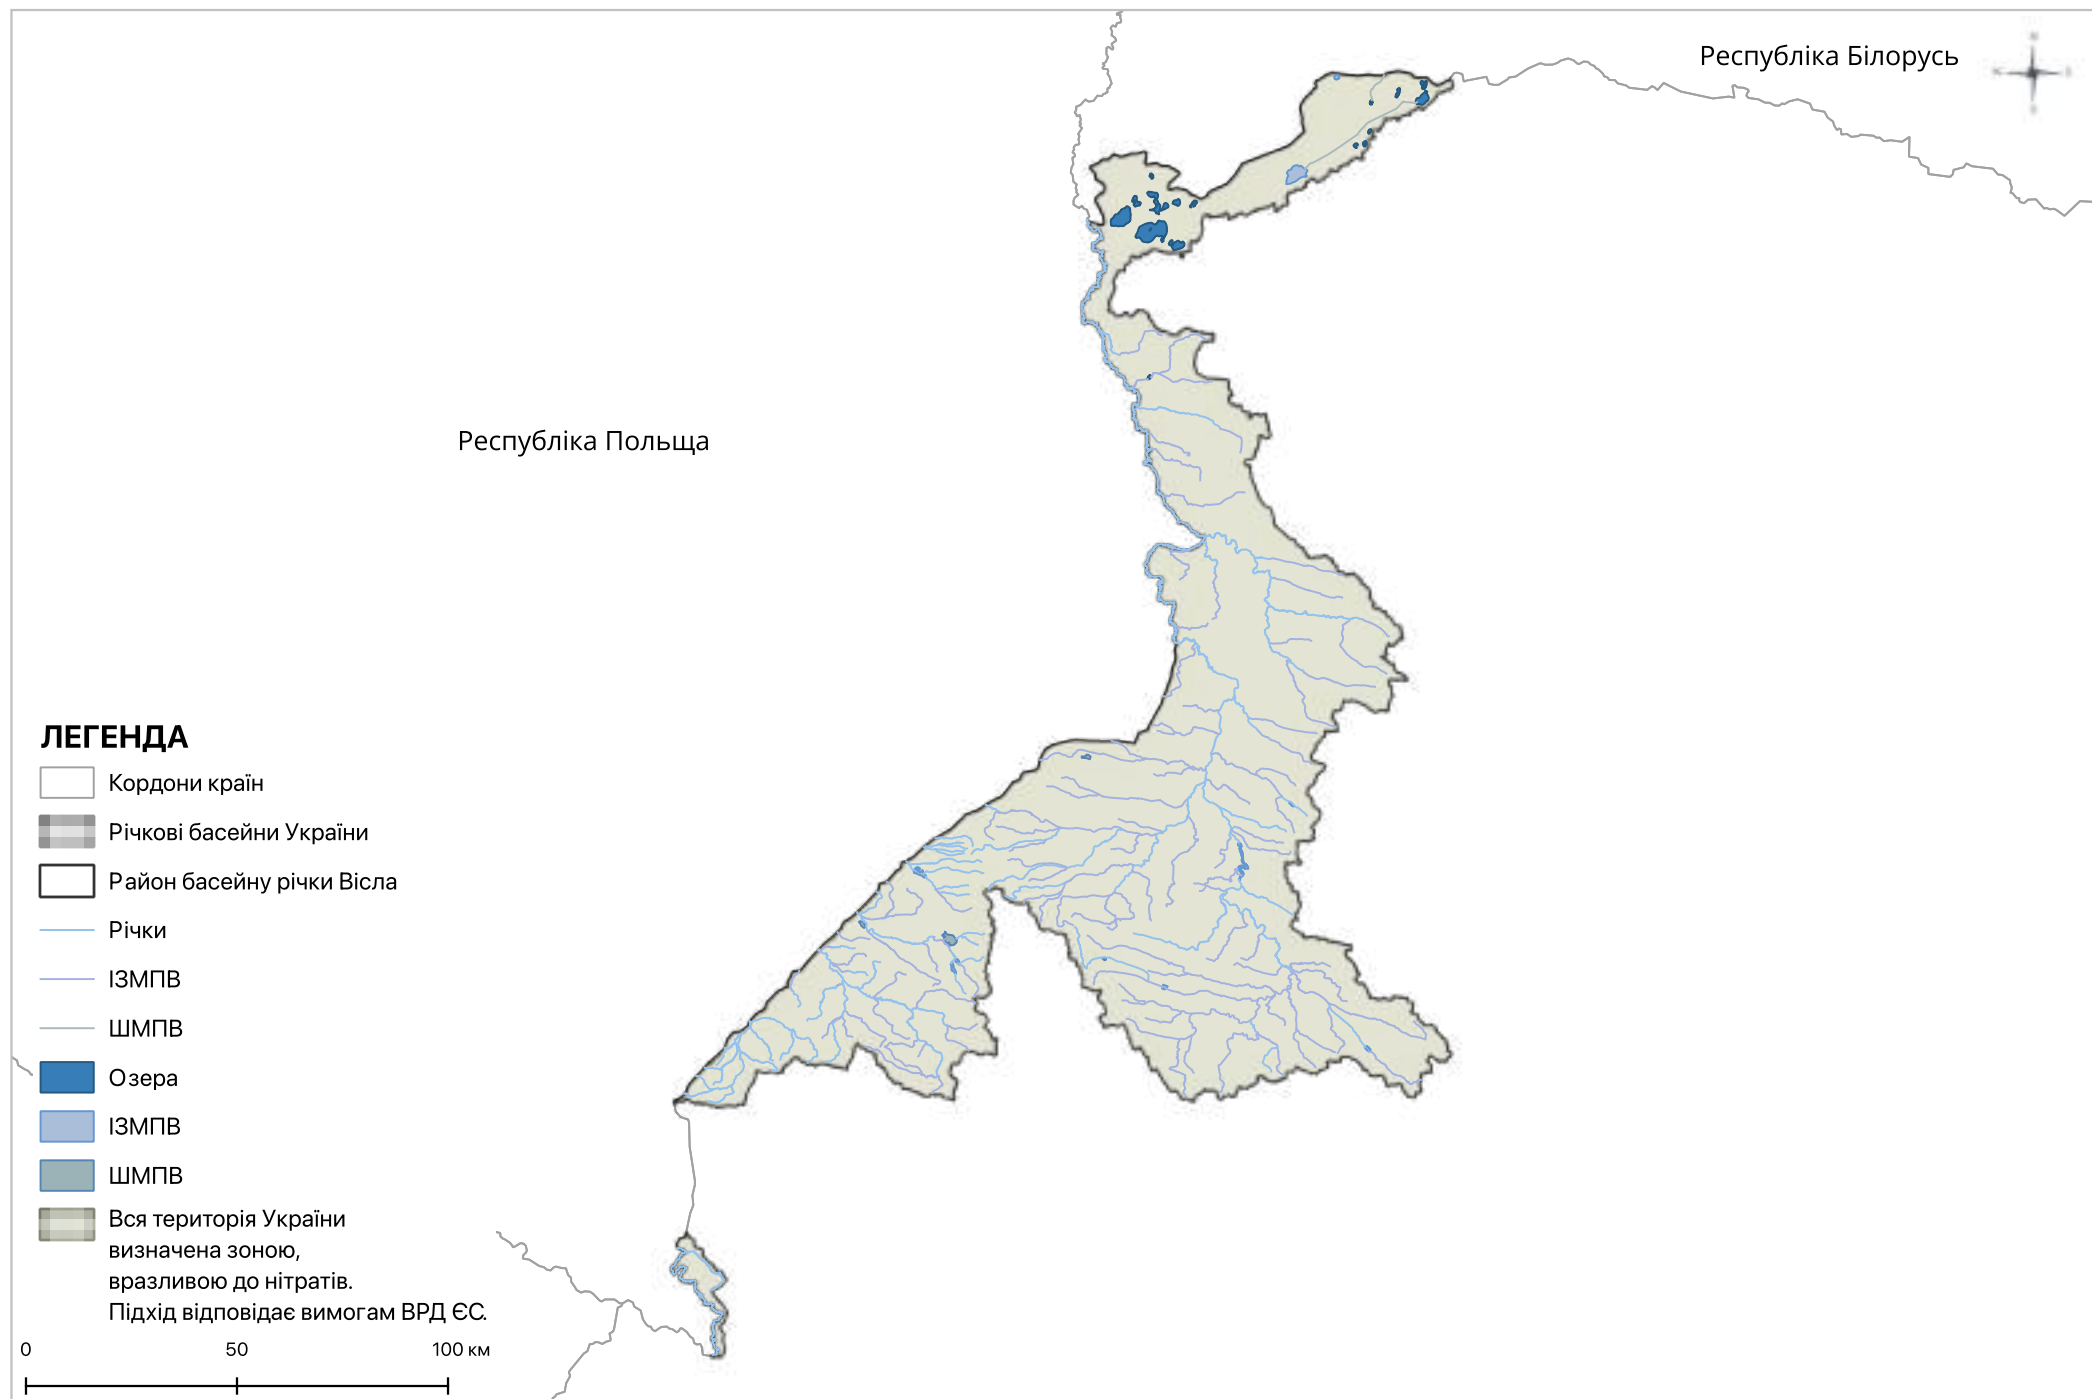 Республіка Білорусь
Республіка Польща
ЛЕГЕНДА
Кордони країн
Річкові басейни України
Район басейну річки Вісла
Річки
ІЗМПВ
ШМПВ
Озера
ІЗМПВ
ШМПВ
Вся територія України
визначена зоною,
вразливою до нітратів.
Підхід відповідає вимогам ВРД ЄС.
0 50 100 км